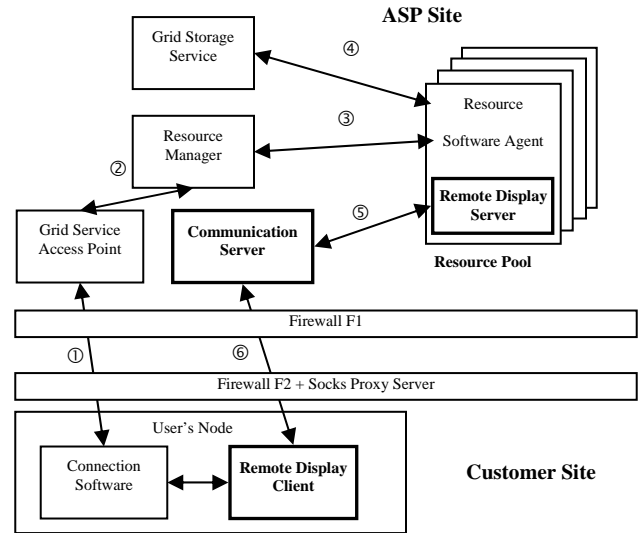 ASP Site
Grid Storage
Service
④
Resource
③
Software Agent
Resource
Manager
②
Remote Display
Server
⑤
Grid Service
Access Point
Communication
Server
Resource Pool
Firewall F1
①
⑥
Firewall F2 + Socks Proxy Server
User's Node
Connection
Software
Remote Display
Client
Customer Site